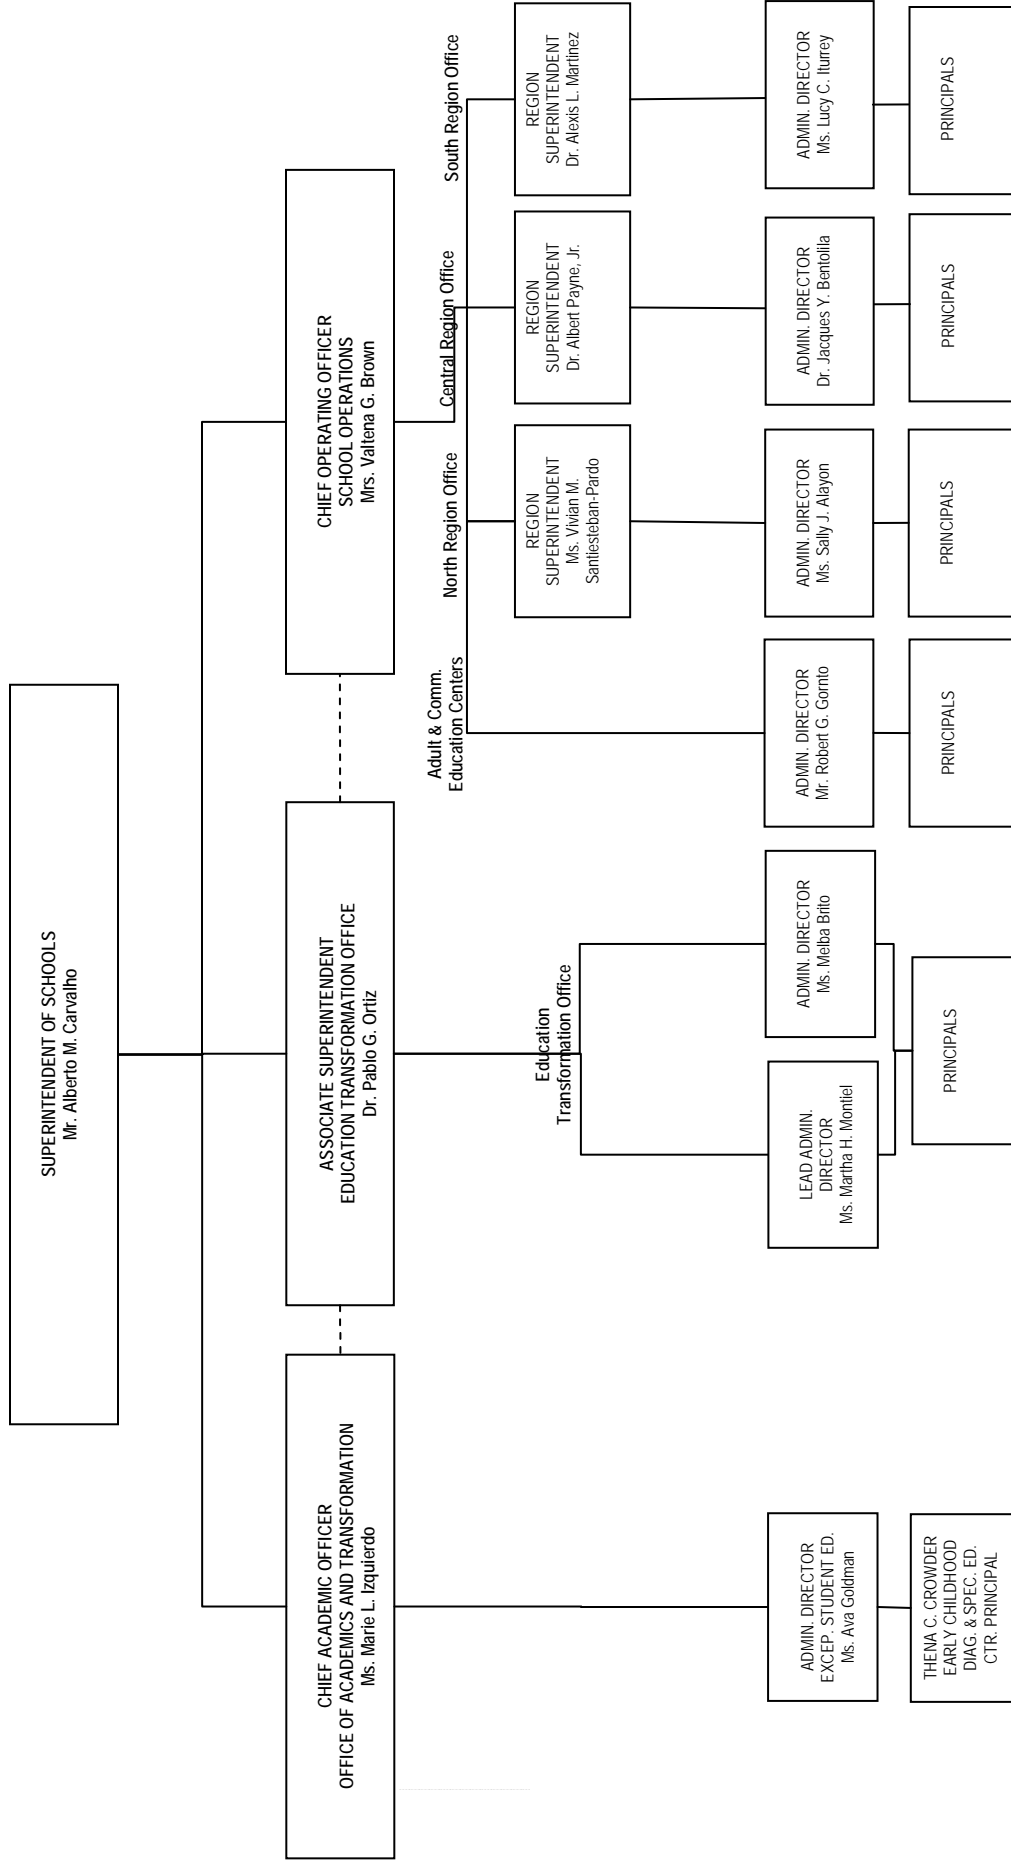 SUPERINTENDENT OF SCHOOLS
Mr. Alberto M. Carvalho
CHIEF ACADEMIC OFFICER
OFFICE OF ACADEMICS AND TRANSFORMATION
Ms. Marie L. Izquierdo
ASSOCIATE SUPERINTENDENT
EDUCATION TRANSFORMATION OFFICE
Dr. Pablo G. Ortiz
CHIEF OPERATING OFFICER
SCHOOL OPERATIONS
Mrs. Valtena G. Brown
Education
Transformation Office
Adult & Comm.
Education Centers
North Region Office
Central Region Office
South Region Office
REGION
SUPERINTENDENT
Ms. Vivian M.
Santiesteban-Pardo
REGION
SUPERINTENDENT
Dr. Albert Payne, Jr.
REGION
SUPERINTENDENT
Dr. Alexis L. Martinez
ADMIN. DIRECTOR
EXCEP. STUDENT ED.
Ms. Ava Goldman
LEAD ADMIN.
DIRECTOR
Ms. Martha H. Montiel
ADMIN. DIRECTOR
Ms. Melba Brito
ADMIN. DIRECTOR
Mr. Robert G. Gornto
ADMIN. DIRECTOR
Ms. Sally J. Alayon
ADMIN. DIRECTOR
Dr. Jacques Y. Bentolila
ADMIN. DIRECTOR
Ms. Lucy C. Iturrey
THENA C. CROWDER
EARLY CHILDHOOD
DIAG. & SPEC. ED.
CTR. PRINCIPAL
PRINCIPALS
PRINCIPALS
PRINCIPALS
PRINCIPALS
PRINCIPALS